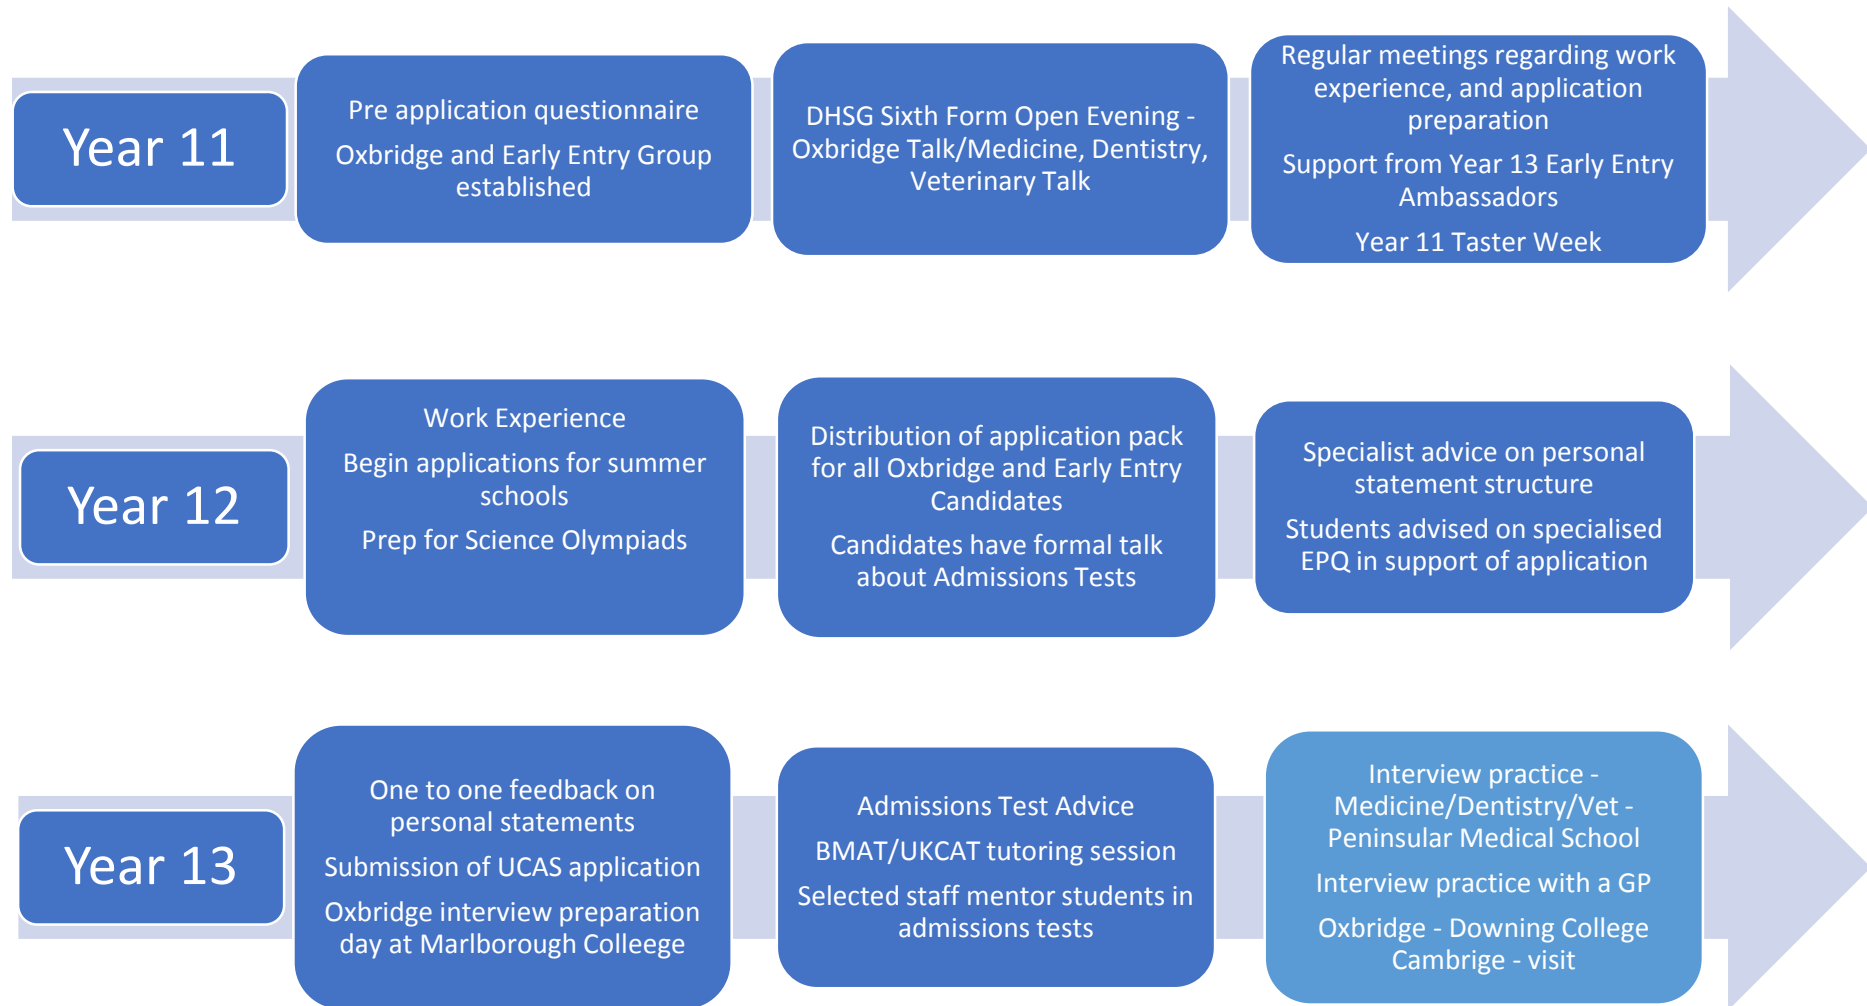 Year 11
Pre application questionnaire
Oxbridge and Early Entry Group
established
DHSG Sixth Form Open Evening -
Oxbridge Talk/Medicine, Dentistry,
Veterinary Talk
Regular meetings regarding work
experience, and application
preparation
Support from Year 13 Early Entry
Ambassadors
Year 11 Taster Week
Year 12
Work Experience
Begin applications for summer
schools
Prep for Science Olympiads
Distribution of application pack
for all Oxbridge and Early Entry
Candidates
Candidates have formal talk
about Admissions Tests
Specialist advice on personal
statement structure
Students advised on specialised
EPQ in support of application
Year 13
One to one feedback on
personal statements
Submission of UCAS application
Oxbridge interview preparation
day at Marlborough Colleege
Admissions Test Advice
BMAT/UKCAT tutoring session
Selected staff mentor students in
admissions tests
Interview practice -
Medicine/Dentistry/Vet -
Peninsular Medical School
Interview practice with a GP
Oxbridge - Downing College
Cambrige - visit